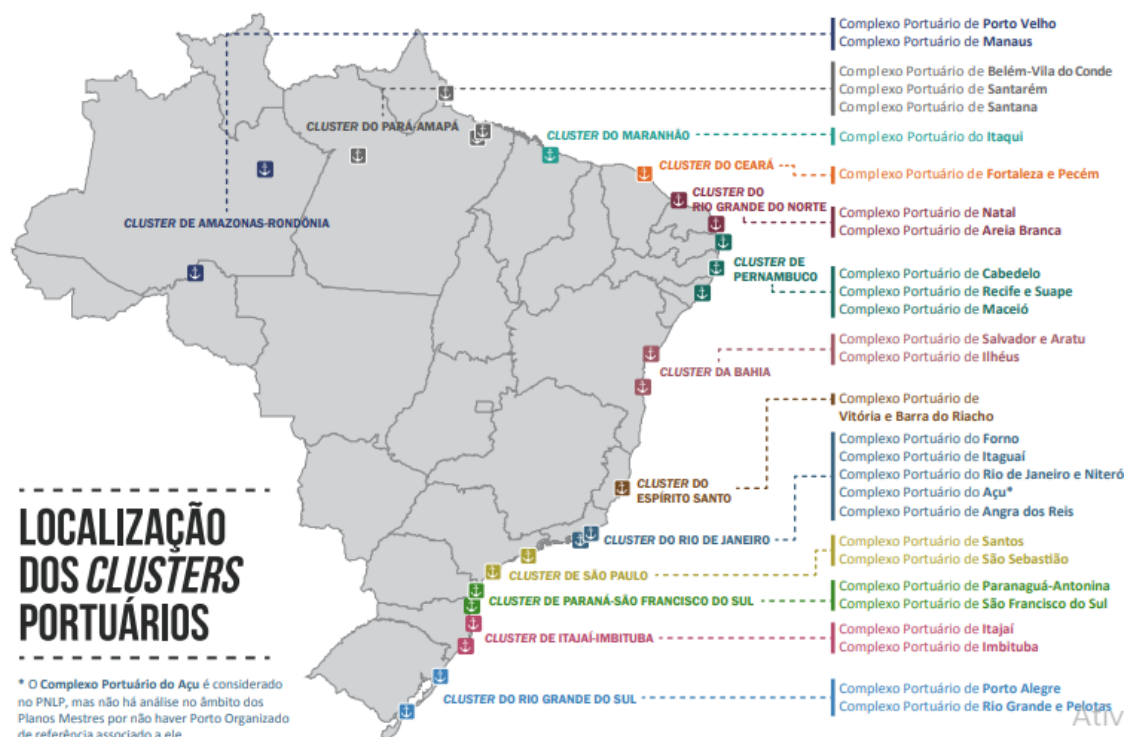 Complexo Portuário de Porto Velho
Complexo Portuário de Manaus
Complexo Portuário de Belém-Vila do Conde
Complexo Portuário de Santarém
Complexo Portuário de Santana
CLUSTER DO PARÁ-AMAPÁ
CLUSTER DO MARANHÃO
Complexo Portuário do Itaqui
CLUSTER DO CEARÁ
Complexo Portuário de Fortaleza e Pecém
CLUSTER DO
RIO GRANDE DO NORTE
Complexo Portuário de Natal
Complexo Portuário de Areia Branca
CLUSTER DE AMAZONAS-RONDÔNIA
CLUSTER DE
PERNAMBUCO
Complexo Portuário de Cabedelo
Complexo Portuário de Recife e Suape
Complexo Portuário de Maceió
Complexo Portuário de Salvador e Aratu
Complexo Portuário de Ilhéus
CLUSTER DA BAHIA
Complexo Portuário de
Vitória e Barra do Riacho
CLUSTER DO
ESPÍRITO SANTO
Complexo Portuário do Forno
Complexo Portuário de Itaguaí
Complexo Portuário do Rio de Janeiro e Niteró
Complexo Portuário do Açu*
Complexo Portuário de Angra dos Reis
CLUSTER DO RIO DE JANEIRO
Complexo Portuário de Santos
Complexo Portuário de São Sebastião
CLUSTER DE SÃO PAULO
Complexo Portuário de Paranaguá-Antonina
Complexo Portuário de São Francisco do Sul
CLUSTER DE PARANÁ-SÃO FRANCISCO DO SUL
Complexo Portuário de Itajaí
Complexo Portuário de Imbituba
CLUSTER DE ITAJAÍ-IMBITUBA
Complexo Portuário de Porto Alegre
Complexo Portuário de Rio Grande e Pelotas
CLUSTER DO RIO GRANDE DO SUL
LOCALIZAÇÃO
DOS CLUSTERS
PORTUÁRIOS
* O Complexo Portuário do Açu é considerado
no PNLP, mas não há análise no âmbito dos
Planos Mestres por não haver Porto Organizado
de referência associado a ele
Ativ